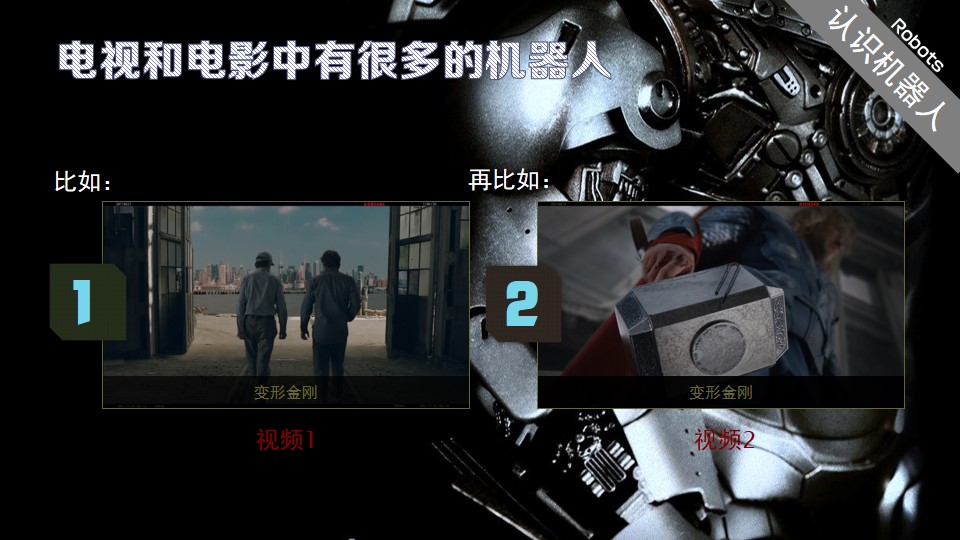 电视和电影中有很多的机器人
Robots
认识机器人
比如：
再比如：
1
2
变形金刚
变形金刚
视频1
视频2